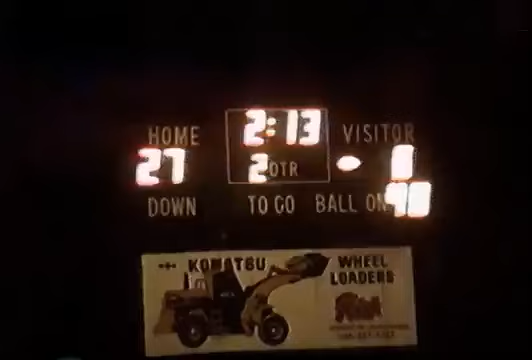 HOME 2:13 VISITOR
27 2 QTR
DOWN TO GO BALL ON
KOMATSU WHEEL
LOADERS